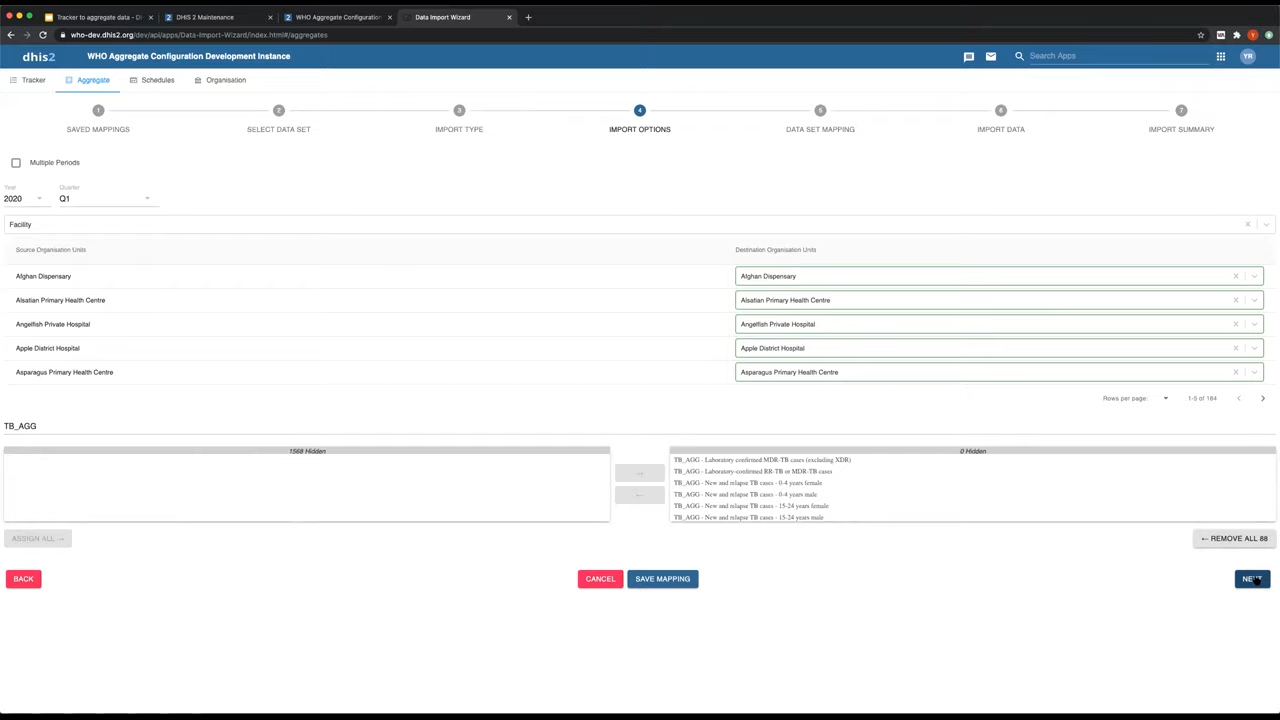 Tracker to aggregate data - DH
DHIS 2 Maintenance
WHO Aggregate Configuration
Data Import Wizard
who-dev.dhis2.org/dev/api/apps/Data-Import-Wizard/index.html#/aggregates
dhis2
WHO Aggregate Configuration Development Instance
Search Apps
YR
Tracker
Aggregate
Schedules
Organisation
1
2
3
4
5
6
7
SAVED MAPPINGS
SELECT DATA SET
IMPORT TYPE
IMPORT OPTIONS
DATA SET MAPPING
IMPORT DATA
IMPORT SUMMARY
Multiple Periods
Year
Quarter
2020
Q1
Facility
Source Organisation Units
Destination Organisation Units
Afghan Dispensary
Afghan Dispensary
Alsatian Primary Health Centre
Alsatian Primary Health Centre
Angelfish Private Hospital
Angelfish Private Hospital
Apple District Hospital
Apple District Hospital
Asparagus Primary Health Centre
Asparagus Primary Health Centre
Rows per page:
1-5 of 184
TB_AGG
1568 Hidden
0 Hidden
TB_AGG - Laboratory confirmed MDR-TB cases (excluding XDR)
TB_AGG - Laboratory-confirmed RR-TB or MDR-TB cases
TB_AGG - New and relapse TB cases - 0-4 years female
TB_AGG - New and relapse TB cases - 0-4 years male
TB_AGG - New and relapse TB cases - 15-24 years female
TB_AGG - New and relapse TB cases - 15-24 years male
ASSIGN ALL →
← REMOVE ALL 88
BACK
CANCEL
SAVE MAPPING
NEXT